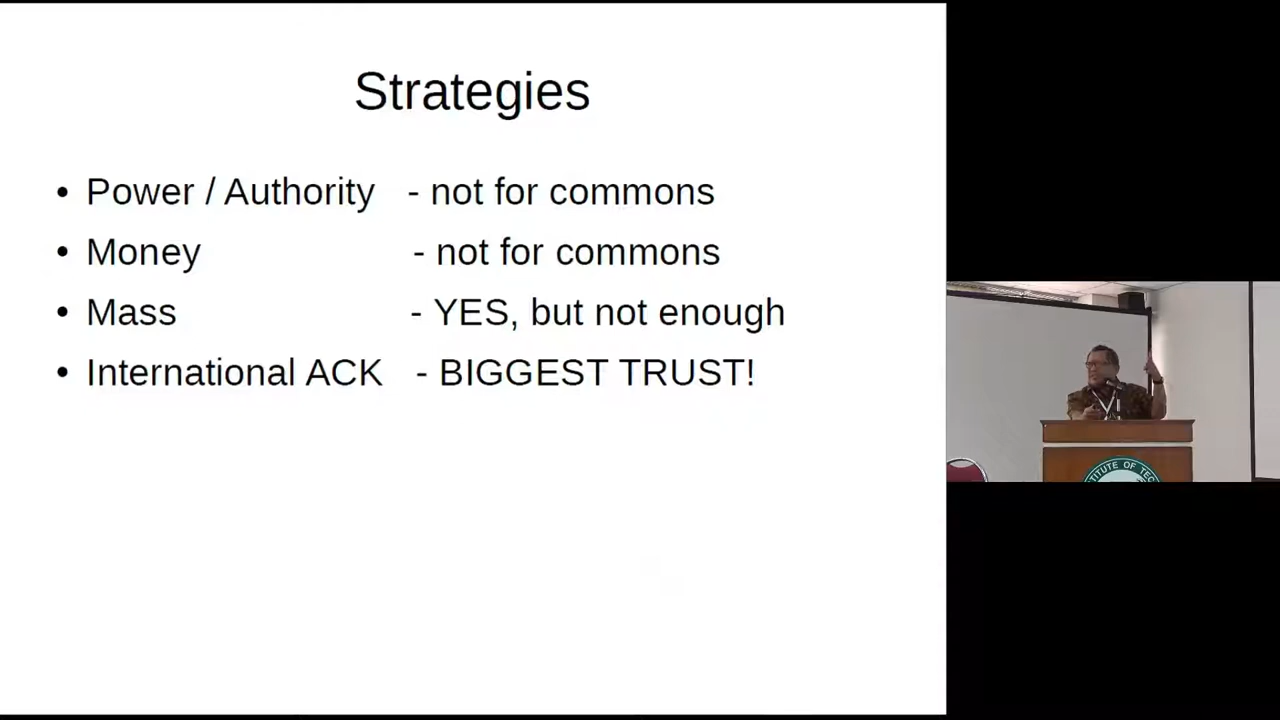 Strategies
• Power / Authority - not for commons
• Money - not for commons
• Mass - YES, but not enough
• International ACK - BIGGEST TRUST!
OF